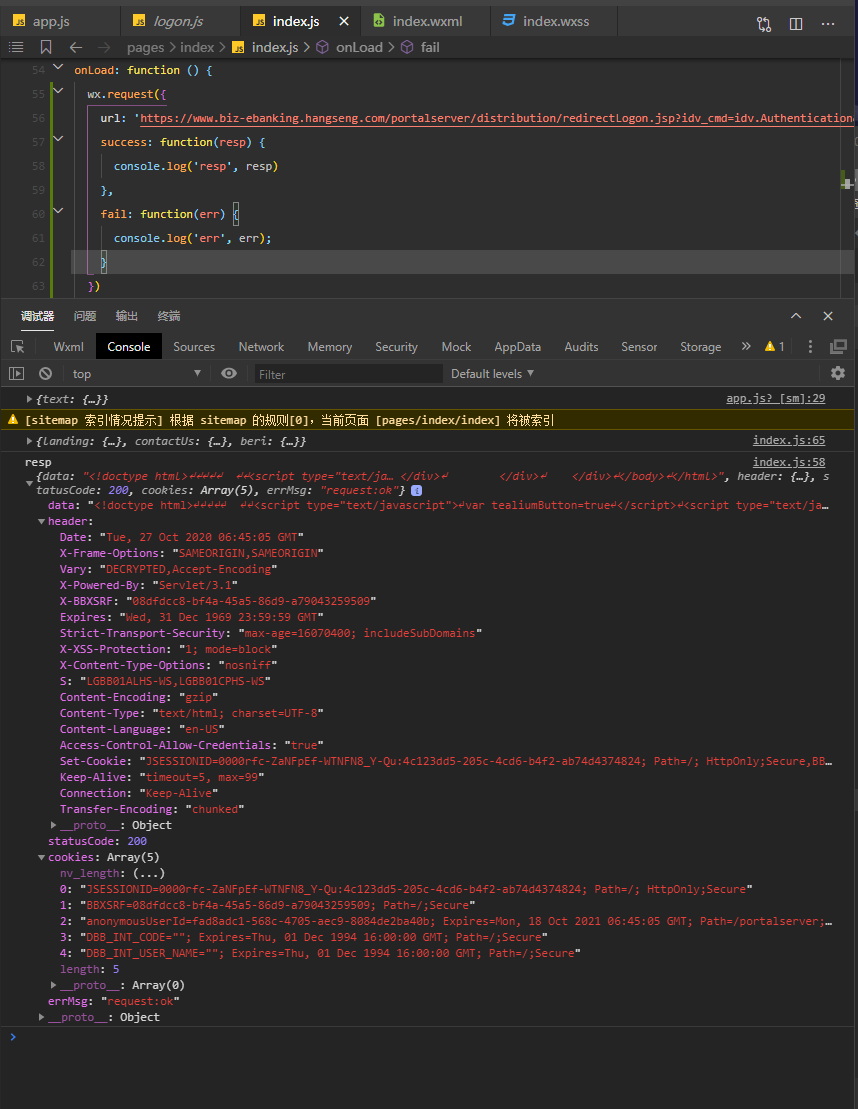 app.js logon.js index.js index.wxml index.wxss
pages > index > index.js > onLoad > fail
54 onLoad: function () {
55 wx.request({
56 url: 'https://www.biz-ebanking.hangseng.com/portalserver/distribution/redirectLogon.jsp?idv_cmd=idv.Authentication
57 success: function(resp) {
58 console.log('resp', resp)
59 },
60 fail: function(err) {
61 console.log('err', err);
62 }
63 })
调试器 问题 输出 终端
Wxml Console Sources Network Memory Security Mock AppData Audits Sensor Storage » 1
top Filter Default levels
{text: {…}} app.js? [sm]:29
[sitemap 索引情况提示] 根据 sitemap 的规则[0]，当前页面 [pages/index/index] 将被索引
{landing: {…}, contactUs: {…}, beri: {…}} index.js:65
resp index.js:58
{data: "<!doctype html>↵↵↵↵↵ ↵↵<script type="text/ja… </div>↵ </div>↵ </div>↵</body>↵</html>", header: {…}, s
tatusCode: 200, cookies: Array(5), errMsg: "request:ok"}
data: "<!doctype html>↵↵↵↵↵ ↵↵<script type="text/javascript">↵var tealiumButton=true↵</script>↵<script type="text/ja…
header:
Date: "Tue, 27 Oct 2020 06:45:05 GMT"
X-Frame-Options: "SAMEORIGIN,SAMEORIGIN"
Vary: "DECRYPTED,Accept-Encoding"
X-Powered-By: "Servlet/3.1"
X-BBXSRF: "08dfdcc8-bf4a-45a5-86d9-a79043259509"
Expires: "Wed, 31 Dec 1969 23:59:59 GMT"
Strict-Transport-Security: "max-age=16070400; includeSubDomains"
X-XSS-Protection: "1; mode=block"
X-Content-Type-Options: "nosniff"
S: "LGBB01ALHS-WS,LGBB01CPHS-WS"
Content-Encoding: "gzip"
Content-Type: "text/html; charset=UTF-8"
Content-Language: "en-US"
Access-Control-Allow-Credentials: "true"
Set-Cookie: "JSESSIONID=0000rfc-ZaNFpEf-WTNFN8_Y-Qu:4c123dd5-205c-4cd6-b4f2-ab74d4374824; Path=/; HttpOnly;Secure,BB…
Keep-Alive: "timeout=5, max=99"
Connection: "Keep-Alive"
Transfer-Encoding: "chunked"
__proto__: Object
statusCode: 200
cookies: Array(5)
nv_length: (...)
0: "JSESSIONID=0000rfc-ZaNFpEf-WTNFN8_Y-Qu:4c123dd5-205c-4cd6-b4f2-ab74d4374824; Path=/; HttpOnly;Secure"
1: "BBXSRF=08dfdcc8-bf4a-45a5-86d9-a79043259509; Path=/;Secure"
2: "anonymousUserId=fad8adc1-568c-4705-aec9-8084de2ba40b; Expires=Mon, 18 Oct 2021 06:45:05 GMT; Path=/portalserver;…
3: "DBB_INT_CODE=""; Expires=Thu, 01 Dec 1994 16:00:00 GMT; Path=/;Secure"
4: "DBB_INT_USER_NAME=""; Expires=Thu, 01 Dec 1994 16:00:00 GMT; Path=/;Secure"
length: 5
__proto__: Array(0)
errMsg: "request:ok"
__proto__: Object